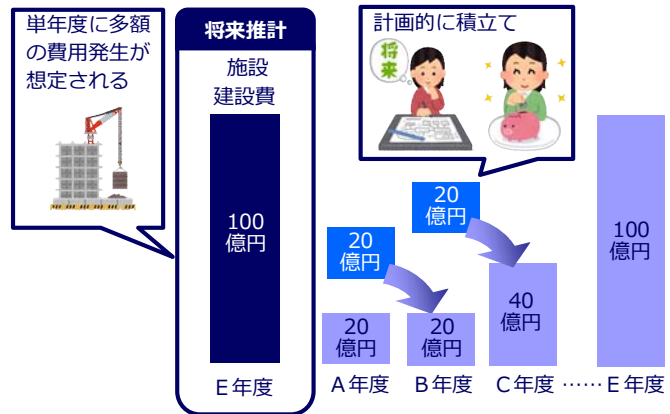 単年度に多額
の費用発生が
想定される
将来推計
施設
建設費
100
億円
E年度
計画的に積立て
将来
20
億円
20
億円
20
億円
20
億円
40
億円
100
億円
A年度
B年度
C年度
……
E年度